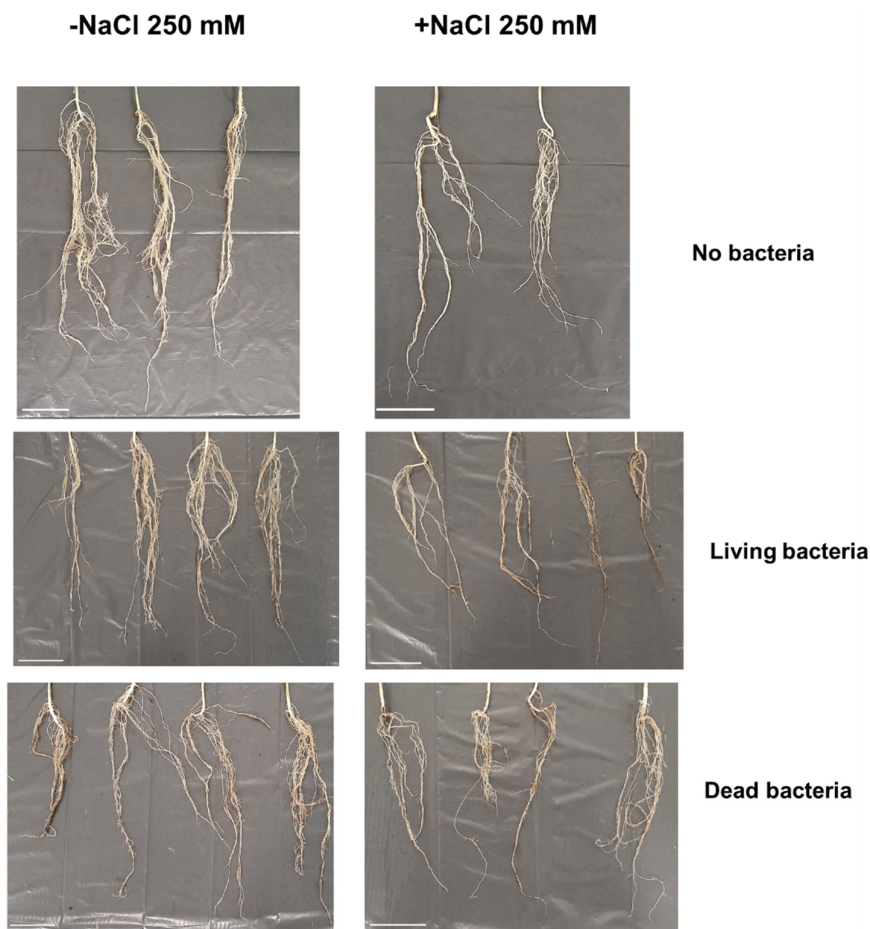 -NaCl 250 mM
+NaCl 250 mM
No bacteria
Living bacteria
Dead bacteria